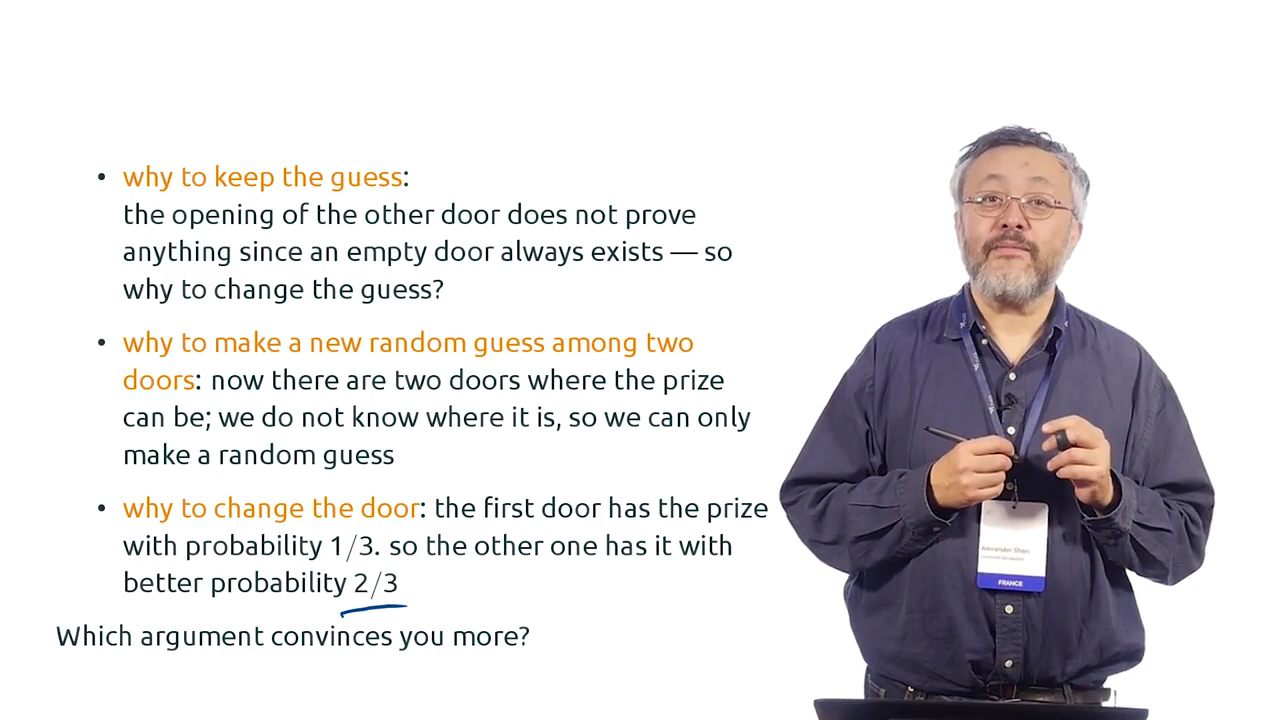 • why to keep the guess:
the opening of the other door does not prove
anything since an empty door always exists — so
why to change the guess?
• why to make a new random guess among two
doors: now there are two doors where the prize
can be; we do not know where it is, so we can only
make a random guess
• why to change the door: the first door has the prize
with probability 1/3. so the other one has it with
better probability 2/3
Which argument convinces you more?
Alexander Shen
FRANCE